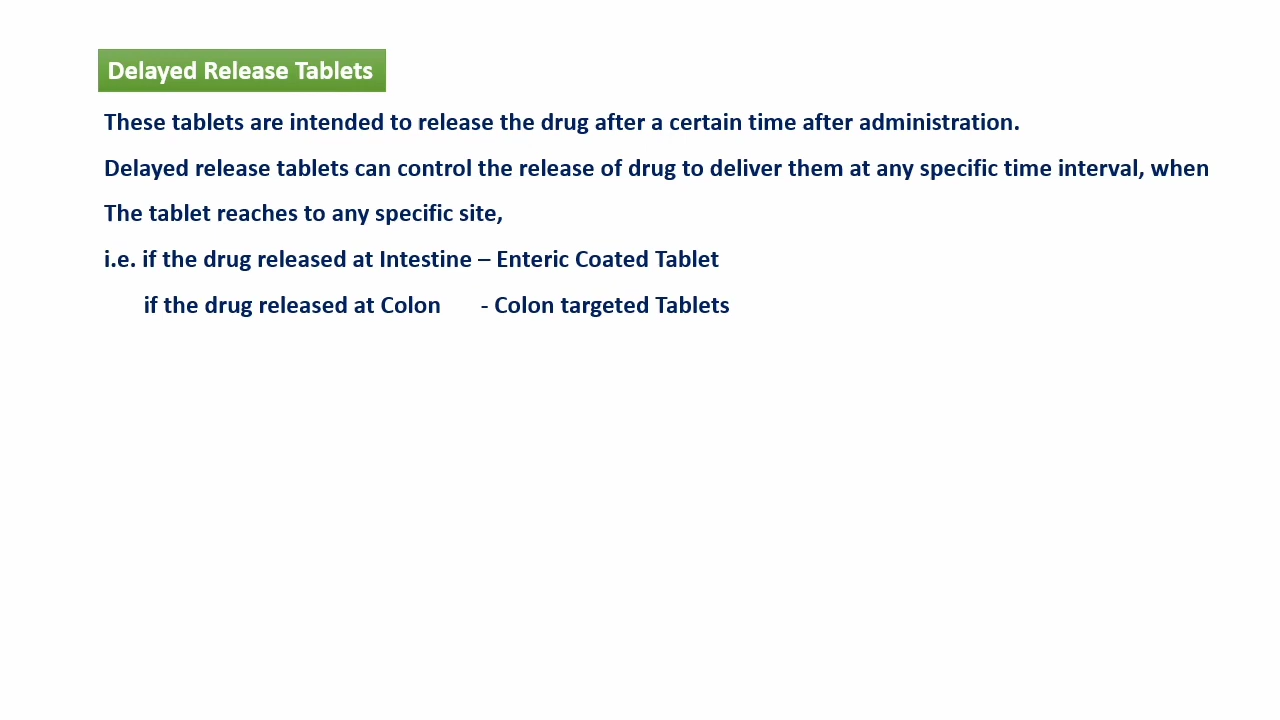 Delayed Release Tablets
These tablets are intended to release the drug after a certain time after administration.
Delayed release tablets can control the release of drug to deliver them at any specific time interval, when
The tablet reaches to any specific site,
i.e. if the drug released at Intestine – Enteric Coated Tablet
if the drug released at Colon - Colon targeted Tablets